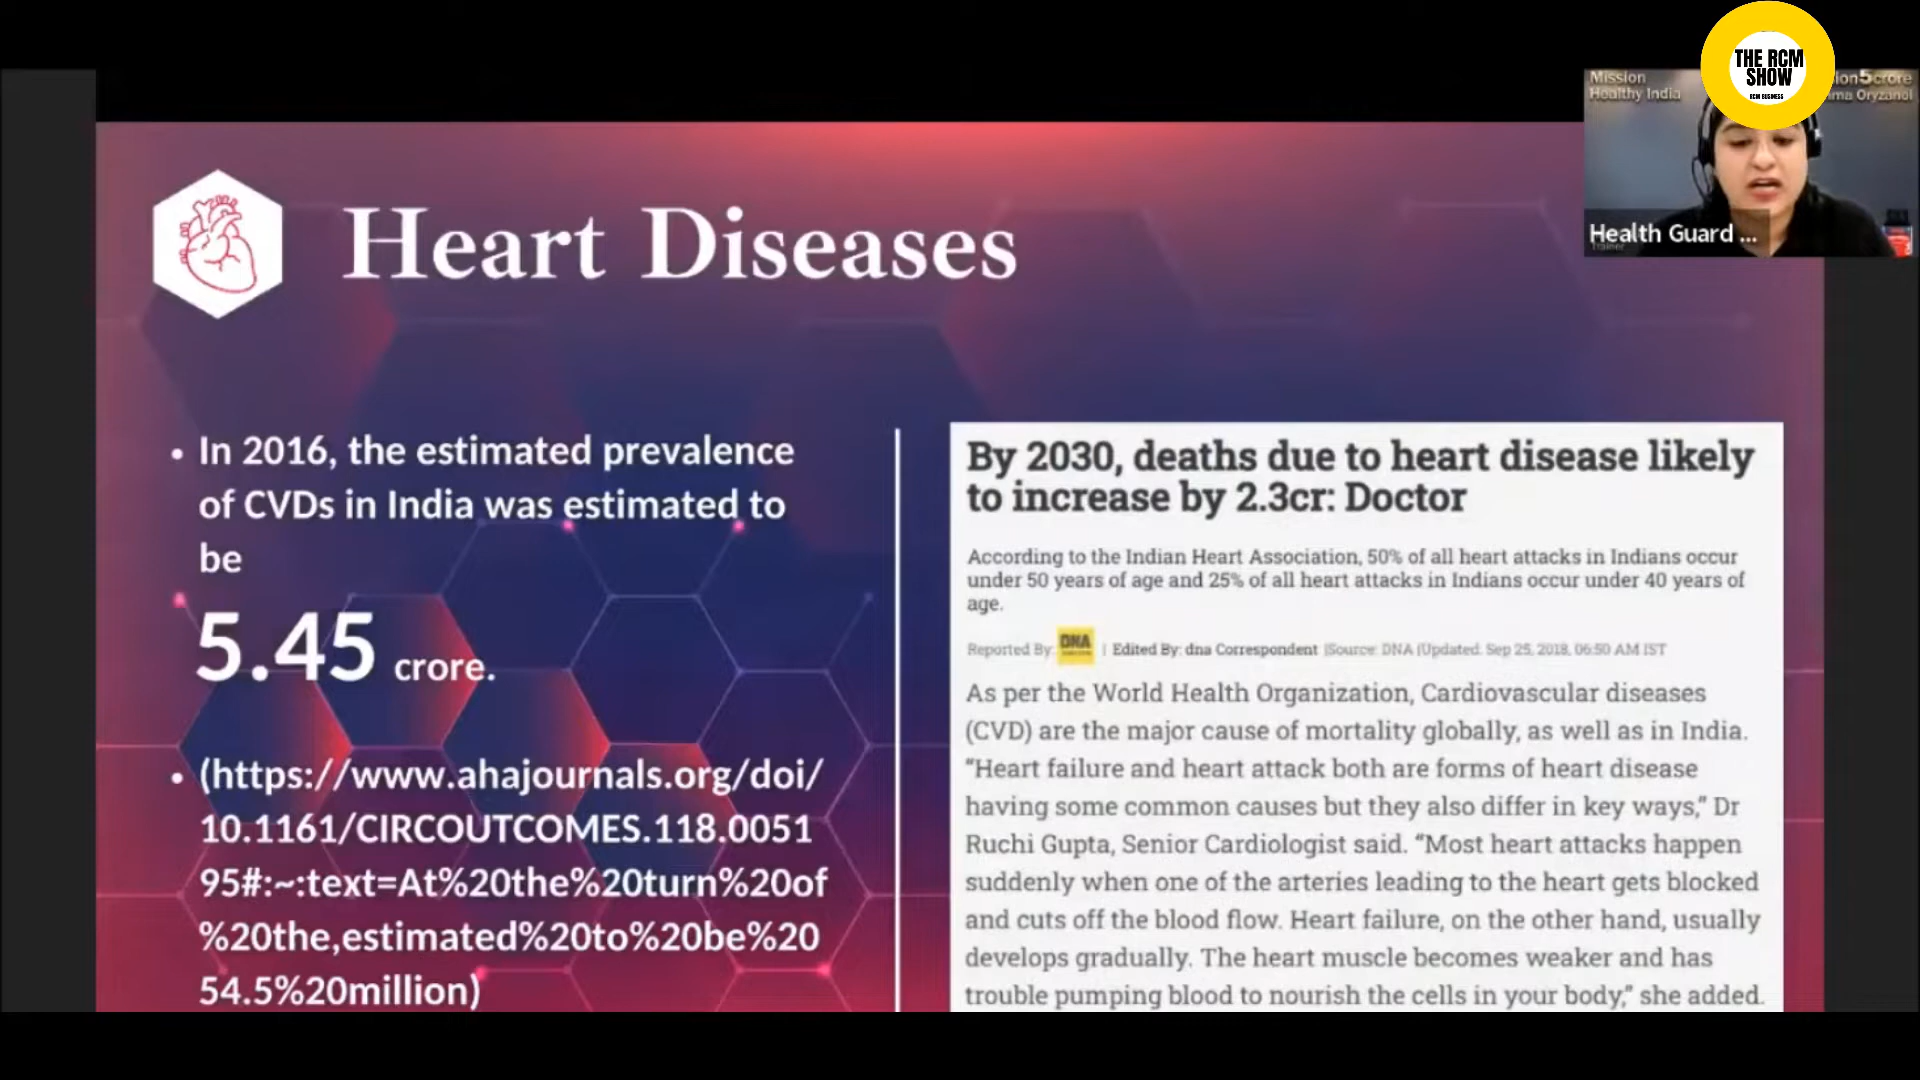 THE RCM
SHOW
RCM BUSINESS
Mission
Healthy India
ion5crore
ma Oryzanol
Health Guard ...
Trainer
Heart Diseases
• In 2016, the estimated prevalence
of CVDs in India was estimated to
be
5.45 crore.
• (https://www.ahajournals.org/doi/
10.1161/CIRCOUTCOMES.118.0051
95#:~:text=At%20the%20turn%20of
%20the,estimated%20to%20be%20
54.5%20million)
By 2030, deaths due to heart disease likely
to increase by 2.3cr: Doctor
According to the Indian Heart Association, 50% of all heart attacks in Indians occur
under 50 years of age and 25% of all heart attacks in Indians occur under 40 years of
age.
Reported By: DNA | Edited By: dna Correspondent |Source: DNA |Updated: Sep 25, 2018, 06:50 AM IST
As per the World Health Organization, Cardiovascular diseases
(CVD) are the major cause of mortality globally, as well as in India.
“Heart failure and heart attack both are forms of heart disease
having some common causes but they also differ in key ways,” Dr
Ruchi Gupta, Senior Cardiologist said. “Most heart attacks happen
suddenly when one of the arteries leading to the heart gets blocked
and cuts off the blood flow. Heart failure, on the other hand, usually
develops gradually. The heart muscle becomes weaker and has
trouble pumping blood to nourish the cells in your body,” she added.